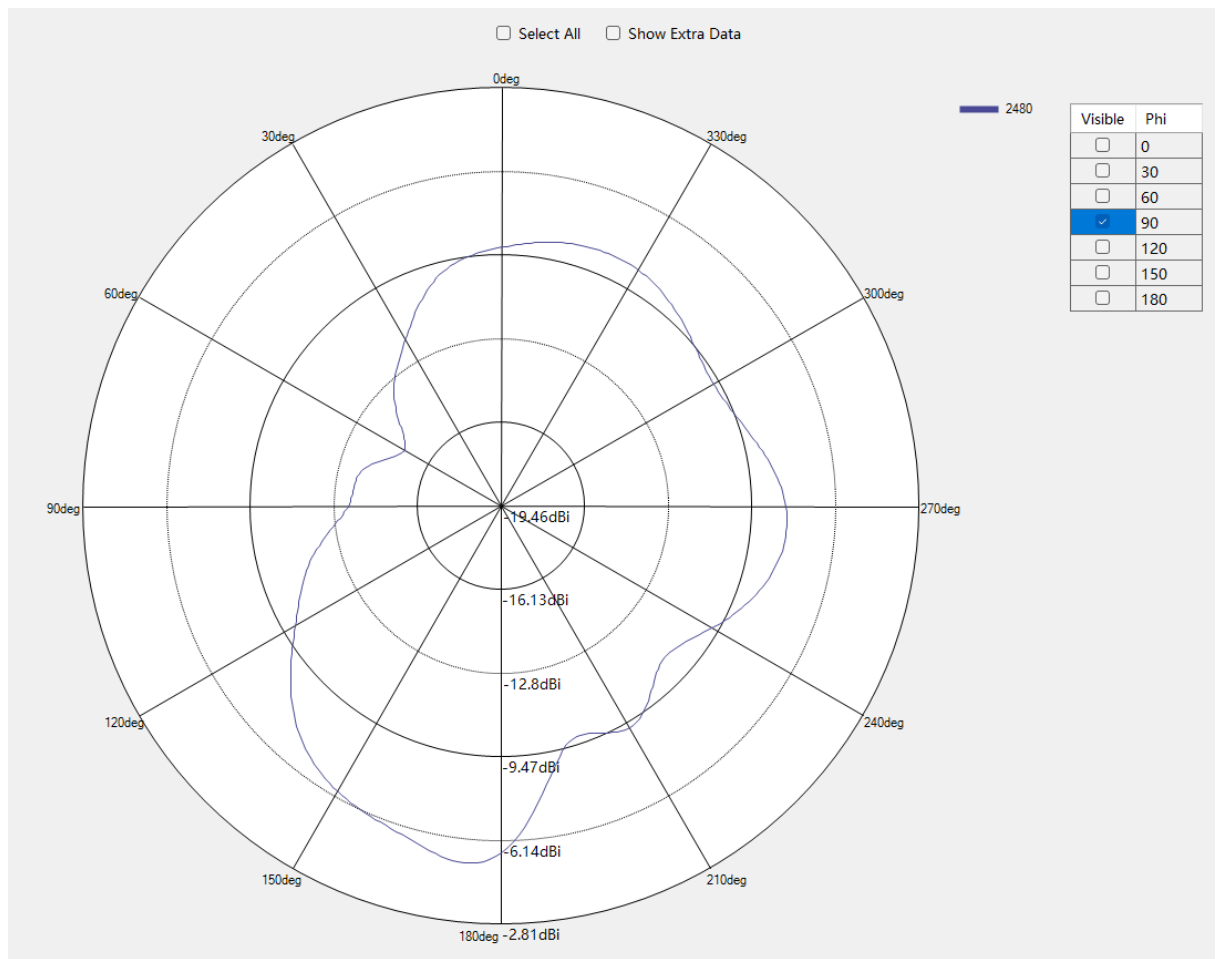 Select All Show Extra Data
0deg
2480
Visible Phi
30deg 330deg
0
30
60
90
120
150
180
60deg 300deg
90deg 270deg
-19.46dBi
-16.13dBi
-12.8dBi
120deg 240deg
-9.47dBi
-6.14dBi
150deg 210deg
180deg -2.81dBi